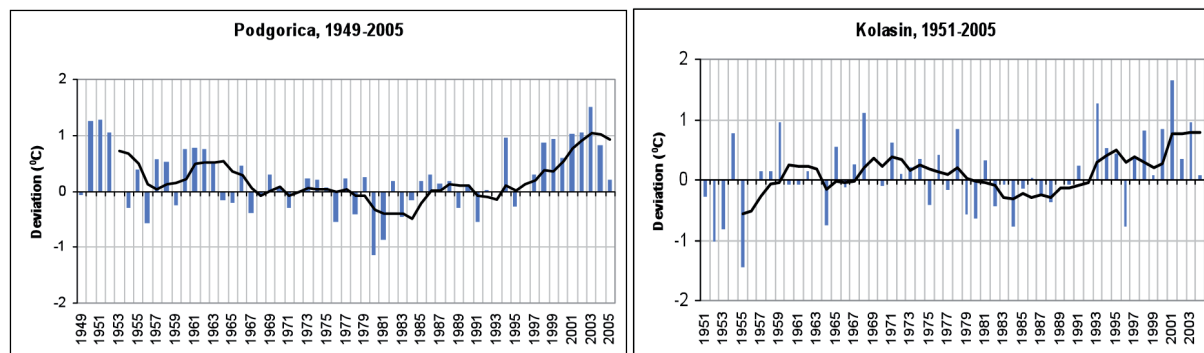 Podgorica, 1949-2005
Deviation (⁰C)
2
1
0
-1
-2
1949 1951 1953 1955 1957 1959 1961 1963 1965 1967 1969 1971 1973 1975 1977 1979 1981 1983 1985 1987 1989 1991 1993 1995 1997 1999 2001 2003 2005
Kolasin, 1951-2005
Deviation (⁰C)
2
1
0
-1
-2
1951 1953 1955 1957 1959 1961 1963 1965 1967 1969 1971 1973 1975 1977 1979 1981 1983 1985 1987 1989 1991 1993 1995 1997 1999 2001 2003